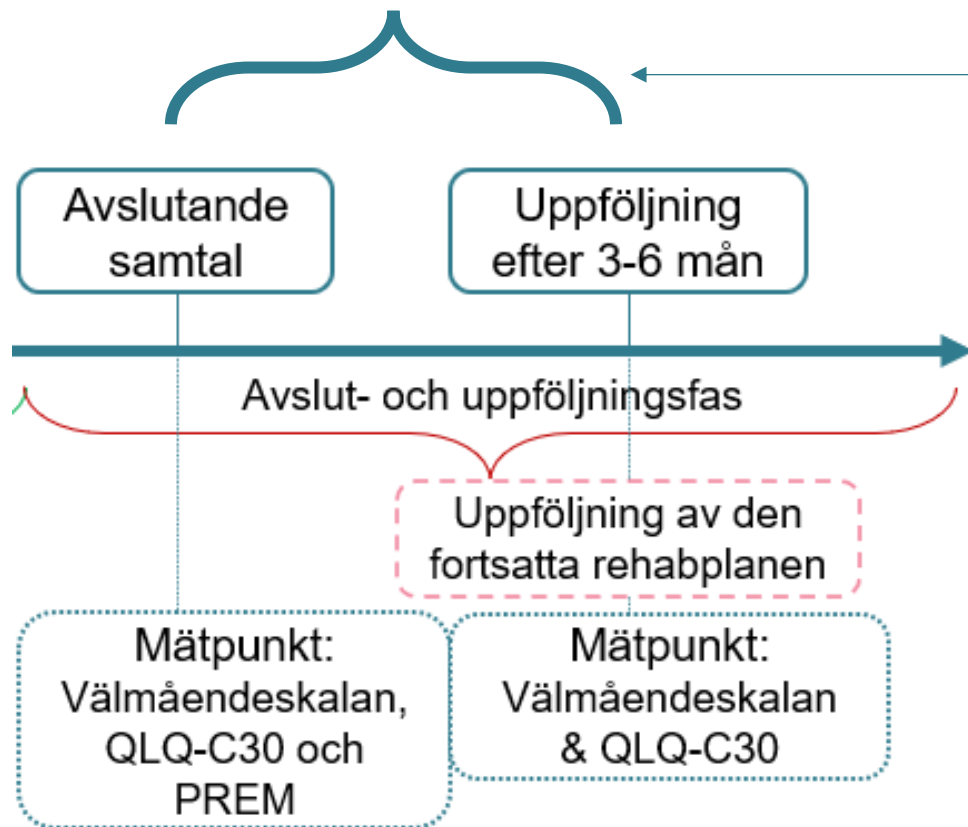 Avslutande
samtal
Uppföljning
efter 3-6 mån
Avslut- och uppföljningsfas
Uppföljning av den
fortsatta rehabplanen
Mätpunkt:
Välmåendeskalan,
QLQ-C30 och
PREM
Mätpunkt:
Välmåendeskalan
& QLQ-C30